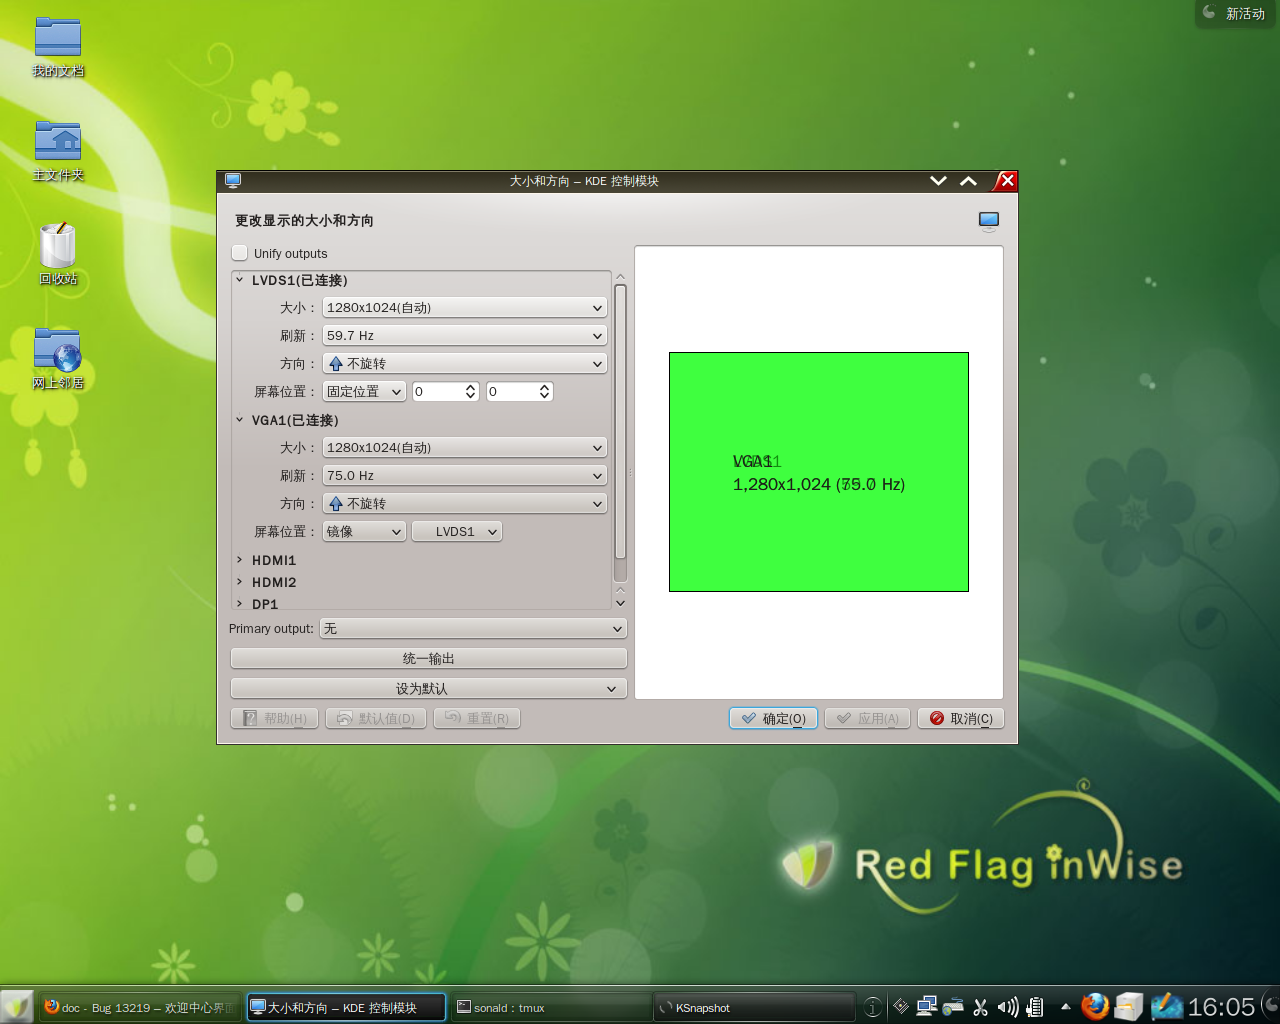 新活动
我的文档
主文件夹
回收站
网上邻居
大小和方向 – KDE 控制模块
更改显示的大小和方向
Unify outputs
LVDS1(已连接)
大小： 1280x1024(自动)
刷新： 59.7 Hz
方向： 不旋转
屏幕位置： 固定位置 0 0
VGA1(已连接)
大小： 1280x1024(自动)
刷新： 75.0 Hz
方向： 不旋转
屏幕位置： 镜像 LVDS1
HDMI1
HDMI2
DP1
Primary output: 无
统一输出
设为默认
VGA1
1,280x1,024 (75.0 Hz)
帮助(H) 默认值(D) 重置(R) 确定(O) 应用(A) 取消(C)
Red Flag inWise
doc - Bug 13219 – 欢迎中心界面
大小和方向 – KDE 控制模块
sonald : tmux
KSnapshot
16:05